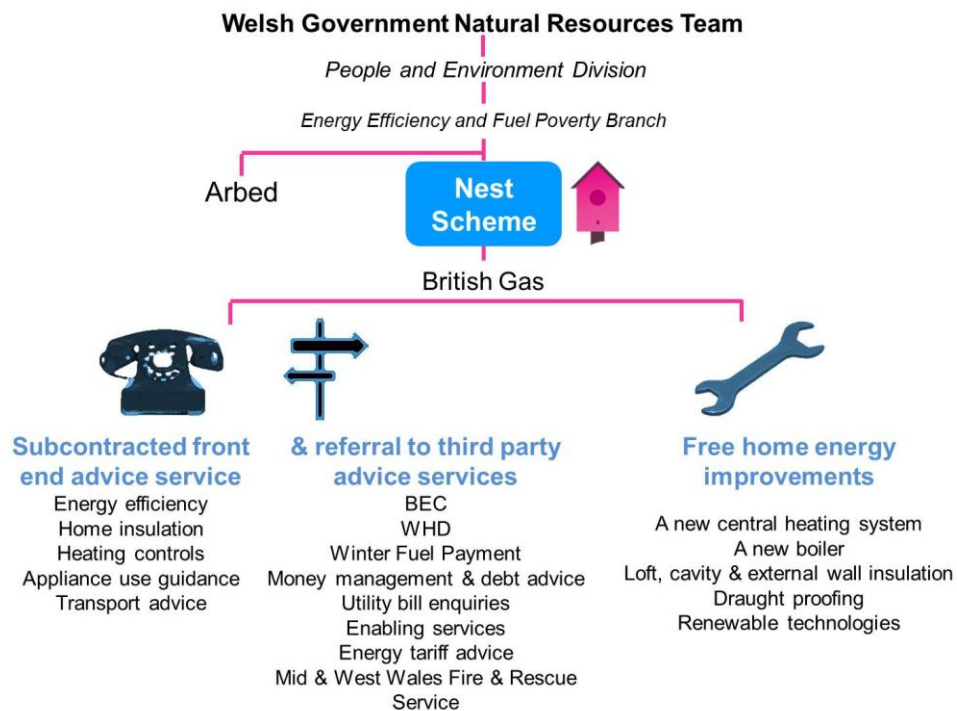 Welsh Government Natural Resources Team
People and Environment Division
Energy Efficiency and Fuel Poverty Branch
Arbed
Nest
Scheme
British Gas
Subcontracted front
end advice service
Energy efficiency
Home insulation
Heating controls
Appliance use guidance
Transport advice
& referral to third party
advice services
BEC
WHD
Winter Fuel Payment
Money management & debt advice
Utility bill enquiries
Enabling services
Energy tariff advice
Mid & West Wales Fire & Rescue
Service
Free home energy
improvements
A new central heating system
A new boiler
Loft, cavity & external wall insulation
Draught proofing
Renewable technologies